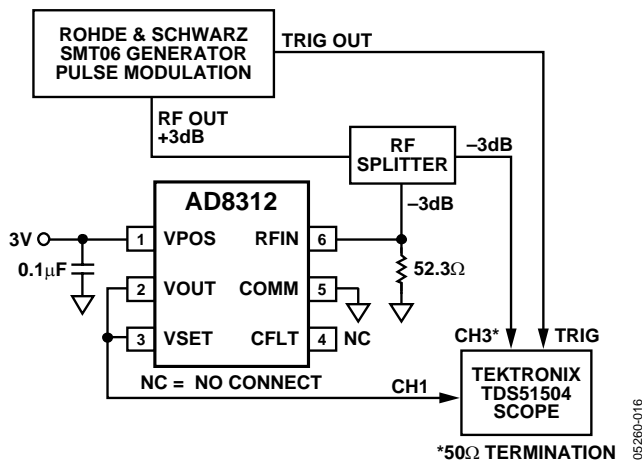 ROHDE & SCHWARZ
SMT06 GENERATOR
PULSE MODULATION
TRIG OUT
RF OUT
+3dB
RF
SPLITTER
–3dB
–3dB
AD8312
3V
1 VPOS RFIN 6
0.1µF
52.3Ω
2 VOUT COMM 5
3 VSET CFLT 4 NC
NC = NO CONNECT
CH1
CH3*
TRIG
TEKTRONIX
TDS51504
SCOPE
*50Ω TERMINATION
05260-016